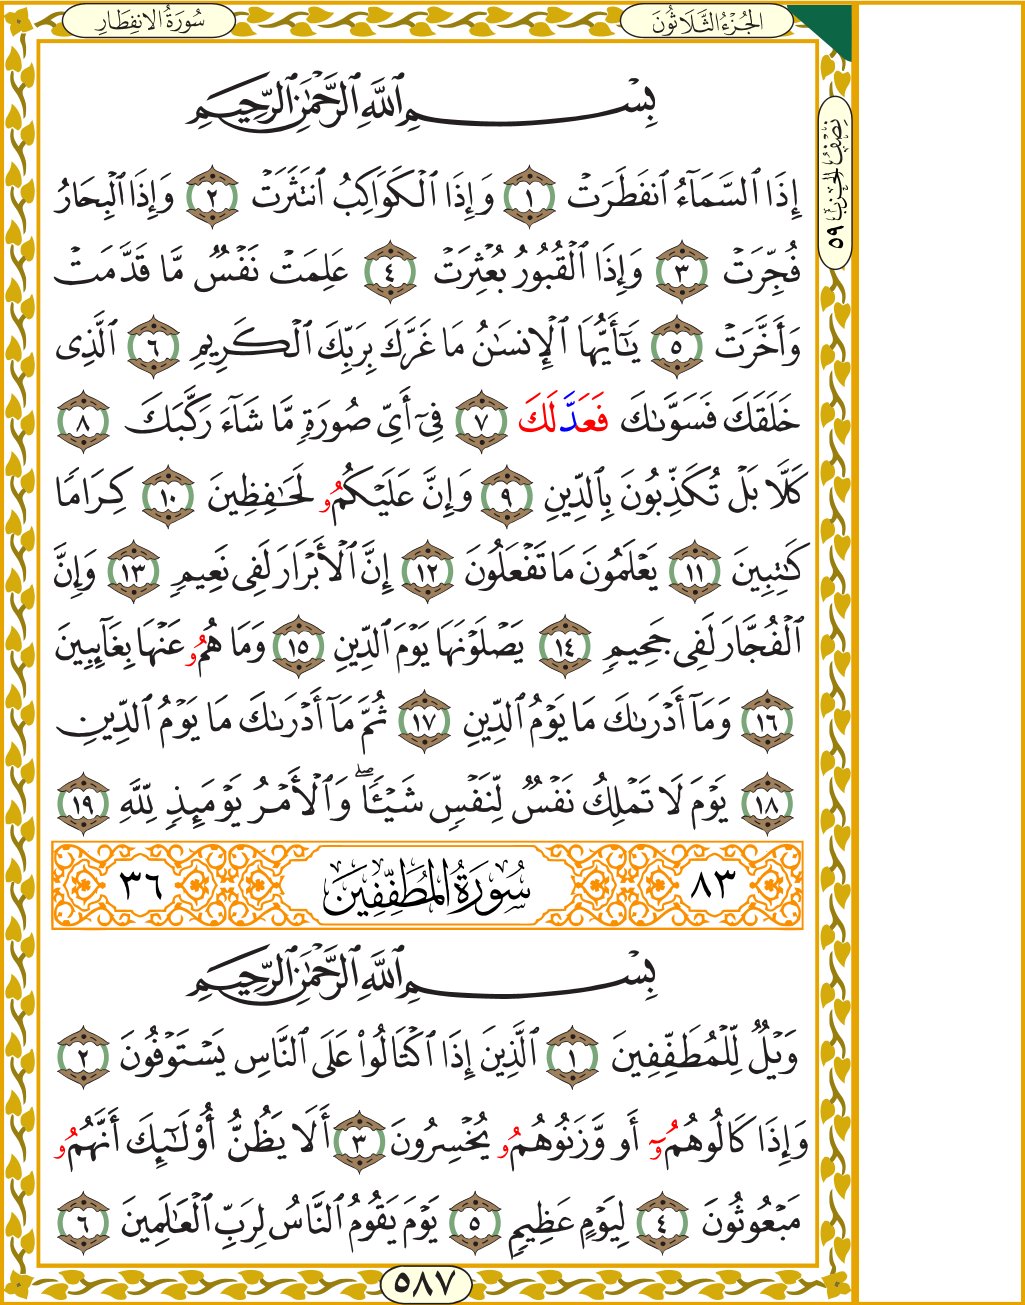 الجُزْءُ الثَّلَاثُونَ
سُورَةُ الانفِطَار
نِصْفُ الحِزْب ٥٩
بِسْمِ ٱللَّهِ ٱلرَّحْمَٰنِ ٱلرَّحِيمِ
إِذَا ٱلسَّمَآءُ ٱنفَطَرَتْ ١ وَإِذَا ٱلْكَوَاكِبُ ٱنتَثَرَتْ ٢ وَإِذَا ٱلْبِحَارُ
فُجِّرَتْ ٣ وَإِذَا ٱلْقُبُورُ بُعْثِرَتْ ٤ عَلِمَتْ نَفْسٌ مَّا قَدَّمَتْ
وَأَخَّرَتْ ٥ يَٰٓأَيُّهَا ٱلْإِنسَٰنُ مَا غَرَّكَ بِرَبِّكَ ٱلْكَرِيمِ ٦ ٱلَّذِى
خَلَقَكَ فَسَوَّىٰكَ فَعَدَّلَكَ ٧ فِىٓ أَىِّ صُورَةٍ مَّا شَآءَ رَكَّبَكَ ٨
كَلَّا بَلْ تُكَذِّبُونَ بِٱلدِّينِ ٩ وَإِنَّ عَلَيْكُمُۥ لَحَٰفِظِينَ ١٠ كِرَامًا
كَٰتِبِينَ ١١ يَعْلَمُونَ مَا تَفْعَلُونَ ١٢ إِنَّ ٱلْأَبْرَارَ لَفِى نَعِيمٍ ١٣ وَإِنَّ
ٱلْفُجَّارَ لَفِى جَحِيمٍ ١٤ يَصْلَوْنَهَا يَوْمَ ٱلدِّينِ ١٥ وَمَا هُمُۥ عَنْهَا بِغَآئِبِينَ
١٦ وَمَآ أَدْرَىٰكَ مَا يَوْمُ ٱلدِّينِ ١٧ ثُمَّ مَآ أَدْرَىٰكَ مَا يَوْمُ ٱلدِّينِ
١٨ يَوْمَ لَا تَمْلِكُ نَفْسٌ لِّنَفْسٍ شَيْـًٔا ۖ وَٱلْأَمْرُ يَوْمَئِذٍ لِّلَّهِ ١٩
٨٣ سُورَةُ المُطَفِّفِينَ ٣٦
بِسْمِ ٱللَّهِ ٱلرَّحْمَٰنِ ٱلرَّحِيمِ
وَيْلٌ لِّلْمُطَفِّفِينَ ١ ٱلَّذِينَ إِذَا ٱكْتَالُوا۟ عَلَى ٱلنَّاسِ يَسْتَوْفُونَ ٢
وَإِذَا كَالُوهُمُۥٓ أَو وَّزَنُوهُمُۥ يُخْسِرُونَ ٣ أَلَا يَظُنُّ أُو۟لَٰٓئِكَ أَنَّهُمُۥ
مَبْعُوثُونَ ٤ لِيَوْمٍ عَظِيمٍ ٥ يَوْمَ يَقُومُ ٱلنَّاسُ لِرَبِّ ٱلْعَٰلَمِينَ ٦
٥٨٧